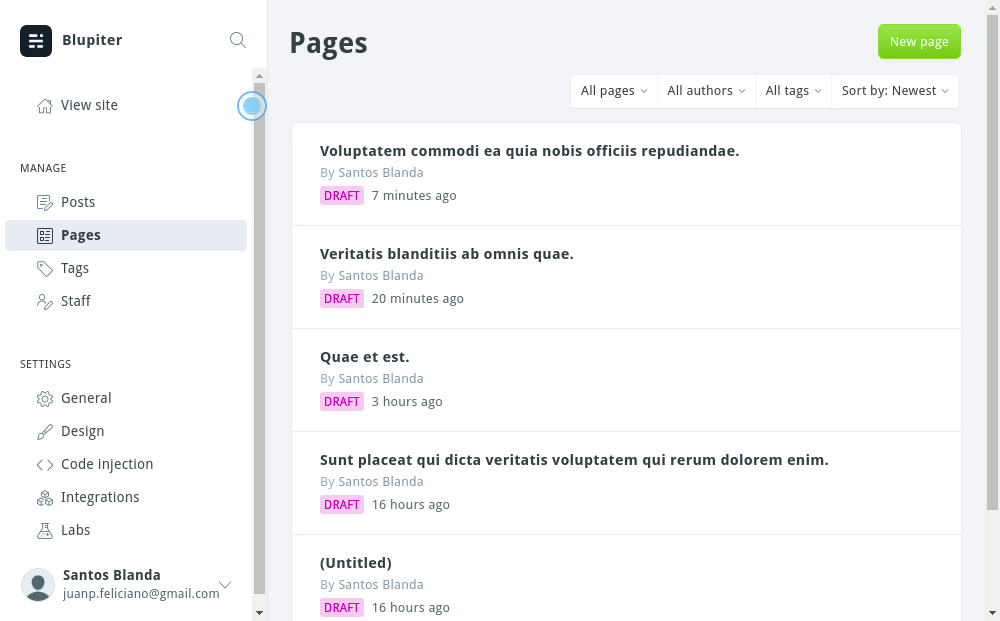 Blupiter
View site
MANAGE
Posts
Pages
Tags
Staff
SETTINGS
General
Design
Code injection
Integrations
Labs
Santos Blanda
juanp.feliciano@gmail.com
Pages
New page
All pages
All authors
All tags
Sort by: Newest
Voluptatem commodi ea quia nobis officiis repudiandae.
By Santos Blanda
DRAFT 7 minutes ago
Veritatis blanditiis ab omnis quae.
By Santos Blanda
DRAFT 20 minutes ago
Quae et est.
By Santos Blanda
DRAFT 3 hours ago
Sunt placeat qui dicta veritatis voluptatem qui rerum dolorem enim.
By Santos Blanda
DRAFT 16 hours ago
(Untitled)
By Santos Blanda
DRAFT 16 hours ago